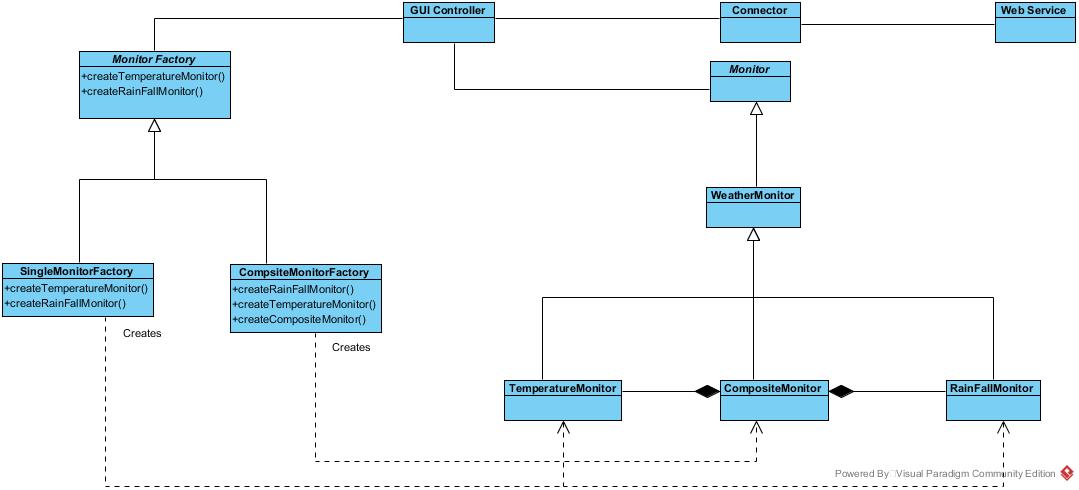 GUI Controller
Connector
Web Service
Monitor Factory
+createTemperatureMonitor()
+createRainFallMonitor()
Monitor
WeatherMonitor
SingleMonitorFactory
+createTemperatureMonitor()
+createRainFallMonitor()
CompsiteMonitorFactory
+createRainFallMonitor()
+createTemperatureMonitor()
+createCompositeMonitor()
Creates
Creates
TemperatureMonitor
CompositeMonitor
RainFallMonitor
Powered By Visual Paradigm Community Edition